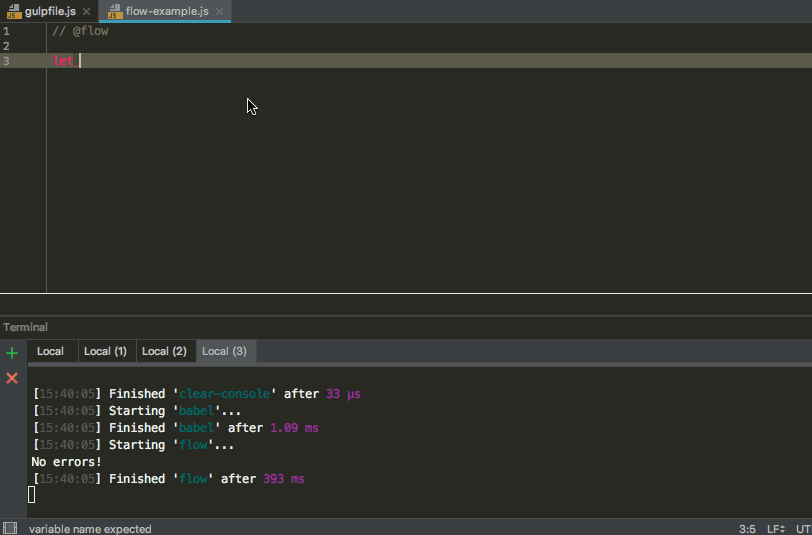 gulpfile.js × flow-example.js ×
1 // @flow
2
3 let
Terminal
Local Local (1) Local (2) Local (3)
[15:40:05] Finished 'clear-console' after 33 μs
[15:40:05] Starting 'babel'...
[15:40:05] Finished 'babel' after 1.09 ms
[15:40:05] Starting 'flow'...
No errors!
[15:40:05] Finished 'flow' after 393 ms
variable name expected 3:5 LF÷ UT